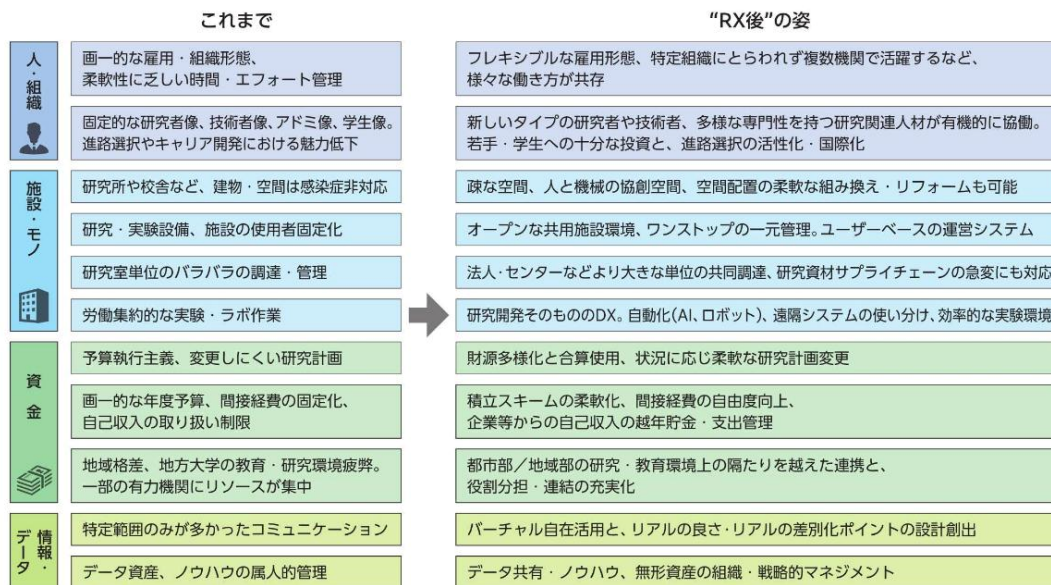 これまで
“RX後”の姿
人・組織
画一的な雇用・組織形態、
柔軟性に乏しい時間・エフォート管理
フレキシブルな雇用形態、特定組織にとらわれず複数機関で活躍するなど、
様々な働き方が共存
固定的な研究者像、技術者像、アドミ像、学生像。
進路選択やキャリア開発における魅力低下
新しいタイプの研究者や技術者、多様な専門性を持つ研究関連人材が有機的に協働。
若手・学生への十分な投資と、進路選択の活性化・国際化
施設・モノ
研究所や校舎など、建物・空間は感染症非対応
疎な空間、人と機械の協創空間、空間配置の柔軟な組み換え・リフォームも可能
研究・実験設備、施設の使用者固定化
オープンな共用施設環境、ワンストップの一元管理。ユーザーベースの運営システム
研究室単位のバラバラの調達・管理
法人・センターなどより大きな単位の共同調達、研究資材サプライチェーンの急変にも対応
労働集約的な実験・ラボ作業
研究開発そのもののDX。自動化(AI、ロボット)、遠隔システムの使い分け、効率的な実験環境
資金
予算執行主義、変更しにくい研究計画
財源多様化と合算使用、状況に応じ柔軟な研究計画変更
画一的な年度予算、間接経費の固定化、
自己収入の取り扱い制限
積立スキームの柔軟化、間接経費の自由度向上、
企業等からの自己収入の越年貯金・支出管理
地域格差、地方大学の教育・研究環境疲弊。
一部の有力機関にリソースが集中
都市部／地域部の研究・教育環境上の隔たりを越えた連携と、
役割分担・連結の充実化
情報・データ
特定範囲のみが多かったコミュニケーション
バーチャル自在活用と、リアルの良さ・リアルの差別化ポイントの設計創出
データ資産、ノウハウの属人的管理
データ共有・ノウハウ、無形資産の組織・戦略的マネジメント